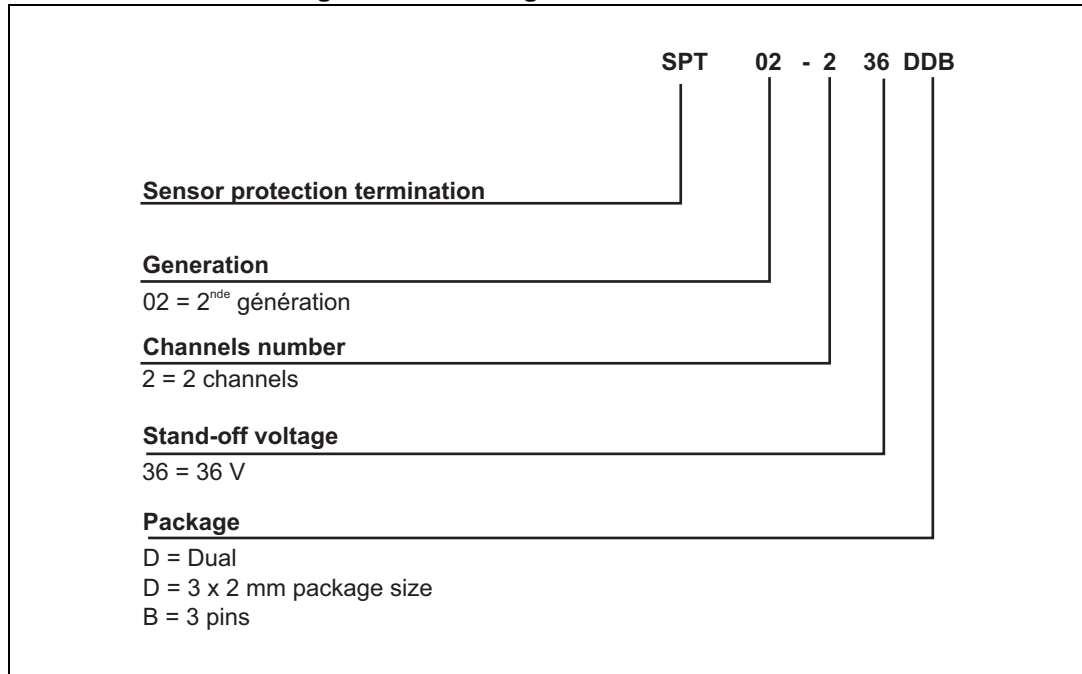 SPT 02 - 2 36 DDB
Sensor protection termination
Generation
02 = 2nde génération
Channels number
2 = 2 channels
Stand-off voltage
36 = 36 V
Package
D = Dual
D = 3 x 2 mm package size
B = 3 pins